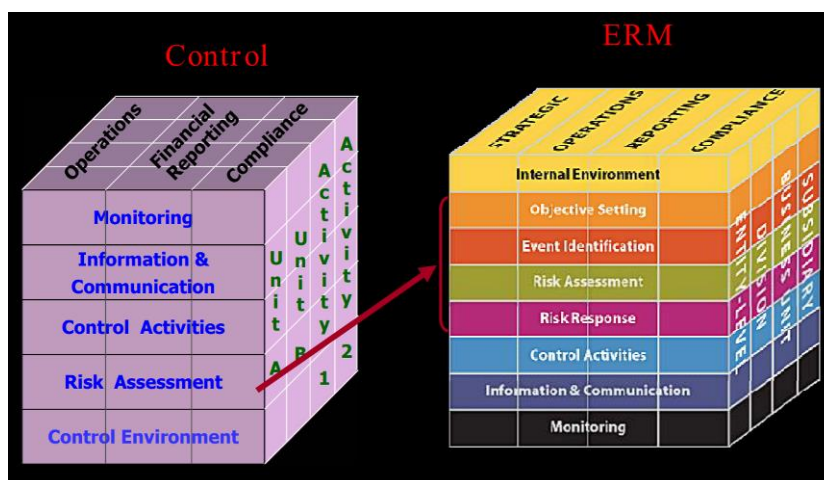 Control
Operations
Financial
Reporting
Compliance
Monitoring
Information &
Communication
Control Activities
Risk Assessment
Control Environment
Unit A
Unit B
Activity 1
Activity 2
ERM
STRATEGIC
OPERATIONS
REPORTING
COMPLIANCE
Internal Environment
Objective Setting
Event Identification
Risk Assessment
Risk Response
Control Activities
Information & Communication
Monitoring
ENTITY-LEVEL
DIVISION
BUSINESS UNIT
SUBSIDIARY